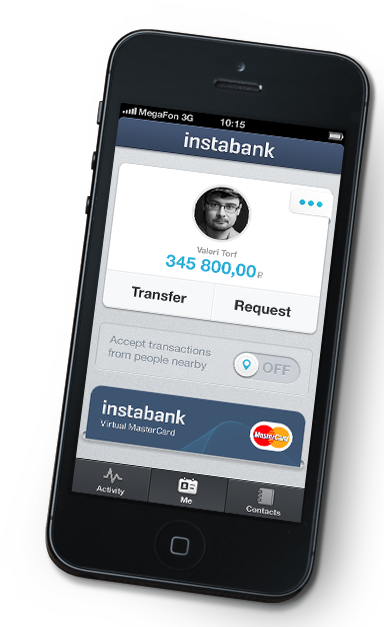 MegaFon 3G
10:15
instabank
Valeri Torf
345 800,00₽
Transfer
Request
Accept transactions
from people nearby
OFF
instabank
Virtual MasterCard
MasterCard
Activity
Me
Contacts